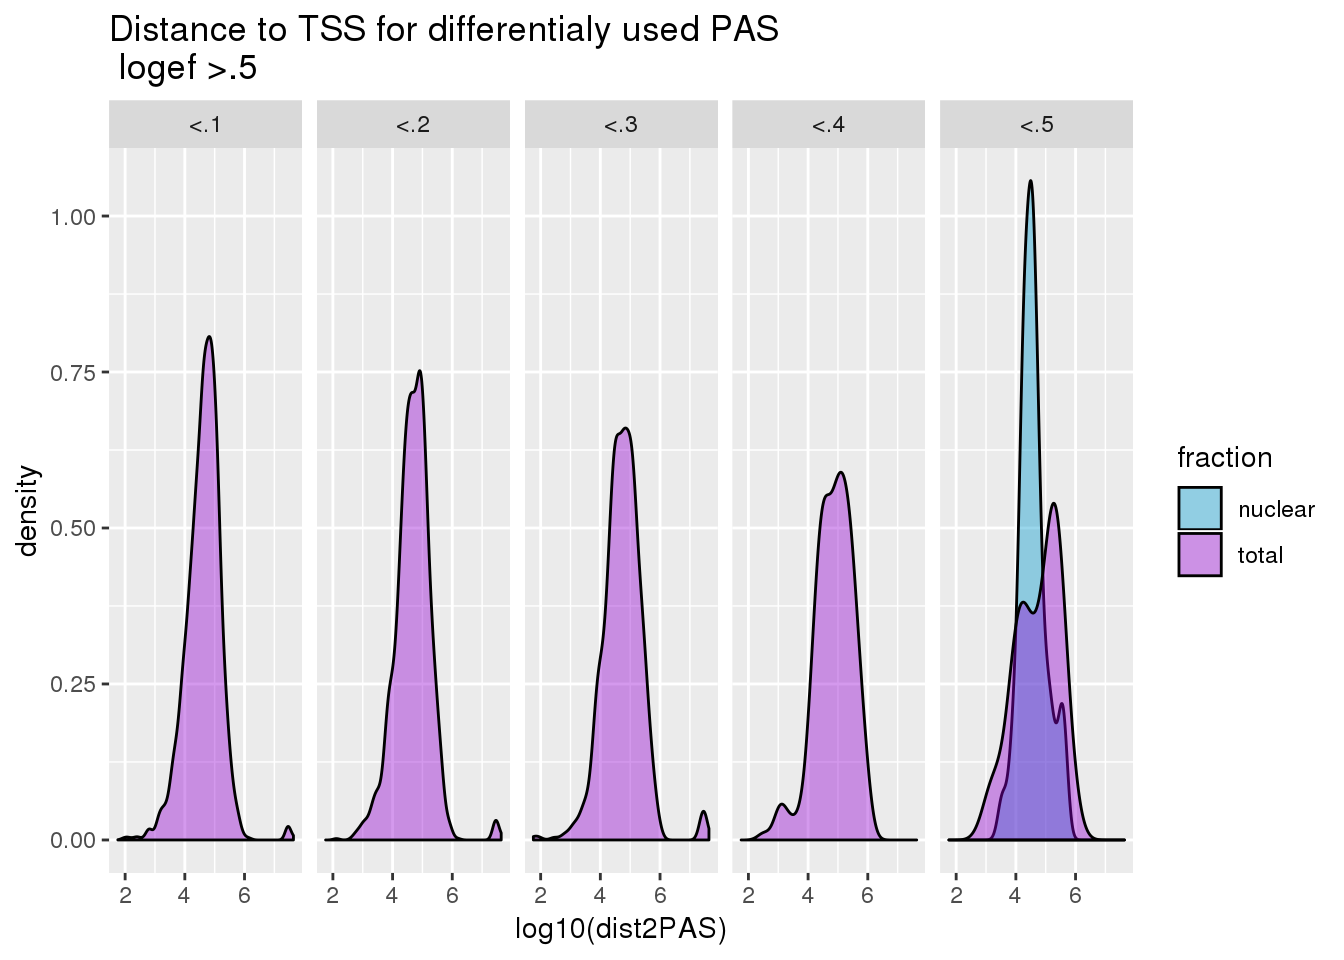 Distance to TSS for differentialy used PAS
logef >.5
<.1 <.2 <.3 <.4 <.5
1.00
0.75
0.50
0.25
0.00
density
2 4 6 2 4 6 2 4 6 2 4 6 2 4 6
log10(dist2PAS)
fraction
nuclear
total